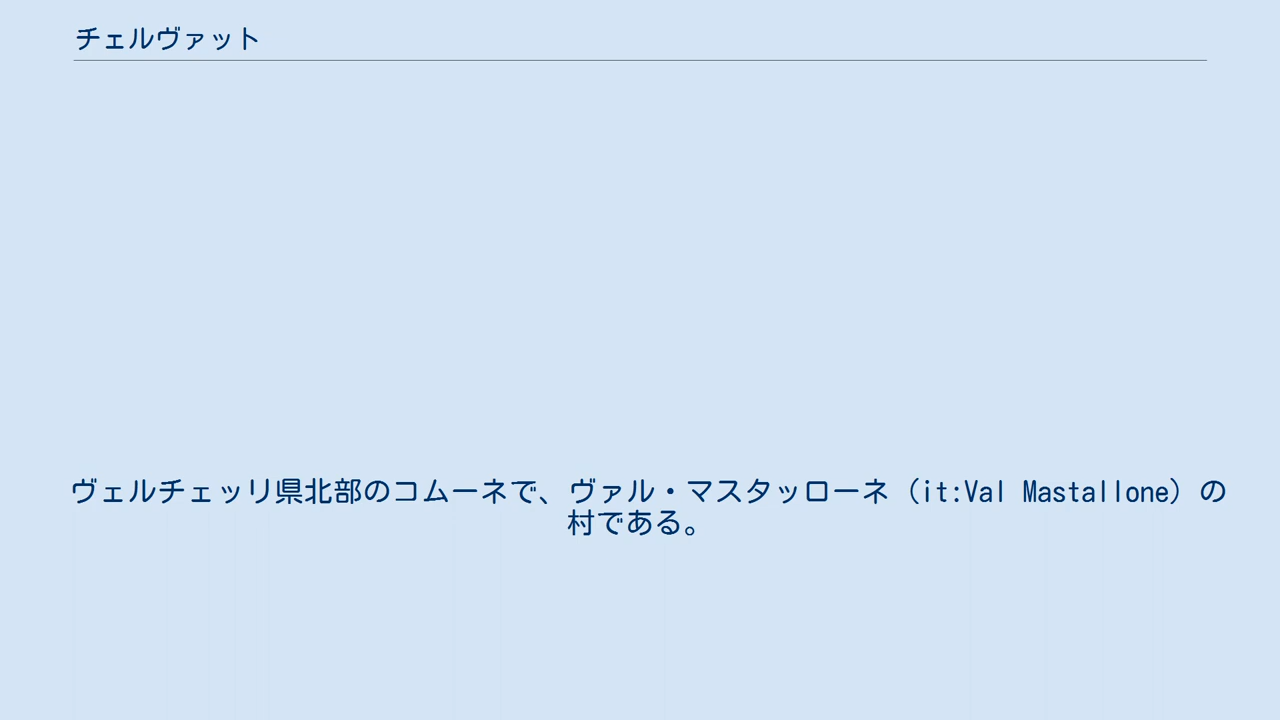 チェルヴァット
ヴェルチェッリ県北部のコムーネで、ヴァル・マスタッローネ（it:Val Mastallone）の
村である。